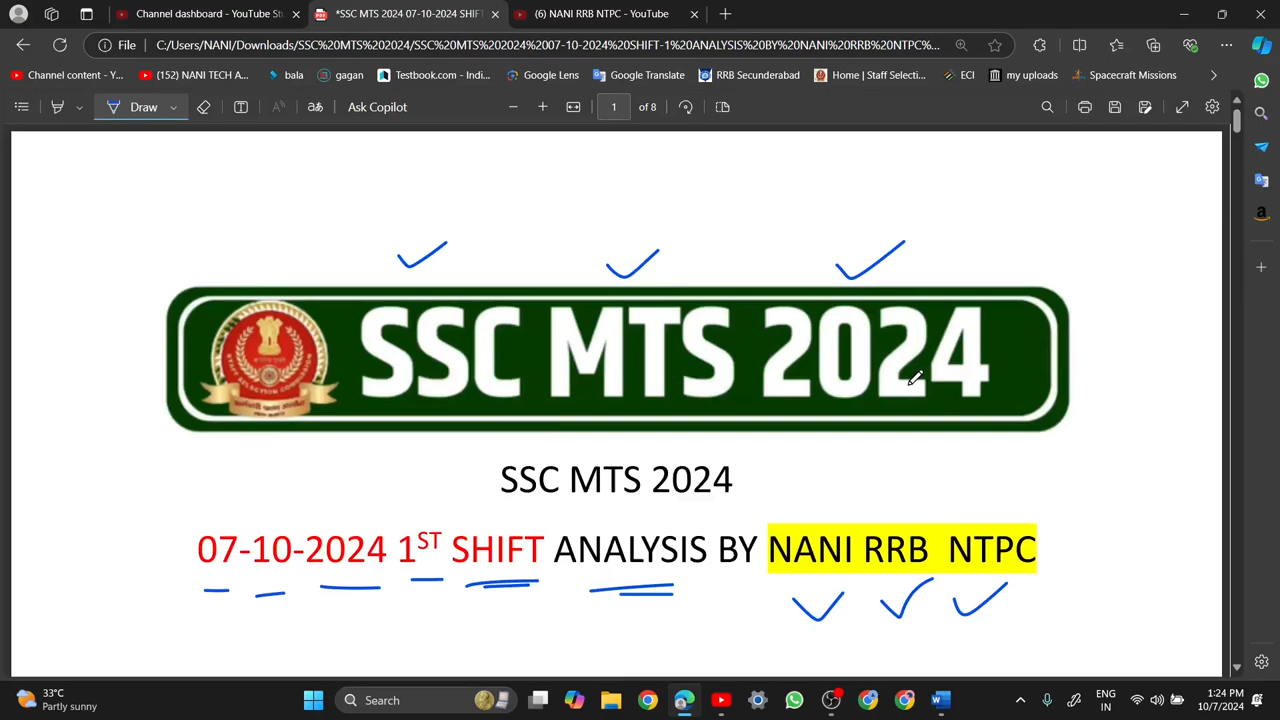 Channel dashboard - YouTube St
*SSC MTS 2024 07-10-2024 SHIF
(6) NANI RRB NTPC - YouTube
File
C:/Users/NANI/Downloads/SSC%20MTS%202024/SSC%20MTS%202024%2007-10-2024%20SHIFT-1%20ANALYSIS%20BY%20NANI%20RRB%20NTPC%...
Channel content - Y...
(152) NANI TECH A...
bala
gagan
Testbook.com - Indi...
Google Lens
Google Translate
RRB Secunderabad
Home | Staff Selecti...
ECI
my uploads
Spacecraft Missions
Draw
Ask Copilot
1 of 8
SSC MTS 2024
SSC MTS 2024
07-10-2024 1ST SHIFT ANALYSIS BY NANI RRB NTPC
33°C
Partly sunny
Search
ENG
IN
1:24 PM
10/7/2024